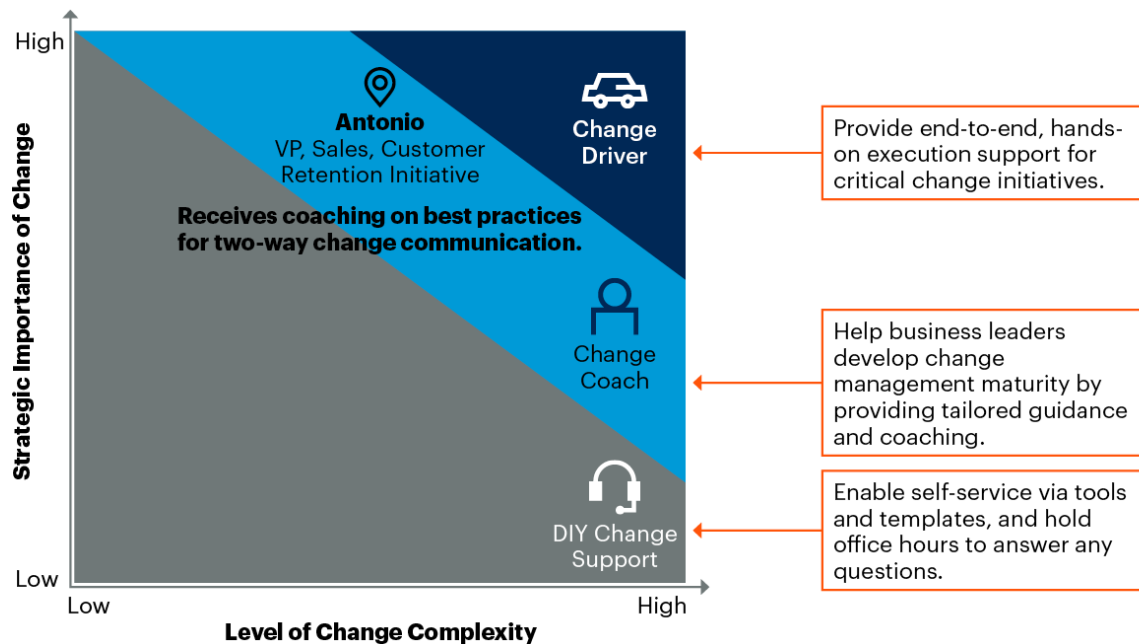 High
Strategic Importance of Change
Low
Low
High
Level of Change Complexity
Antonio
VP, Sales, Customer
Retention Initiative
Receives coaching on best practices
for two-way change communication.
Change
Driver
Change
Coach
DIY Change
Support
Provide end-to-end, hands-
on execution support for
critical change initiatives.
Help business leaders
develop change
management maturity by
providing tailored guidance
and coaching.
Enable self-service via tools
and templates, and hold
office hours to answer any
questions.